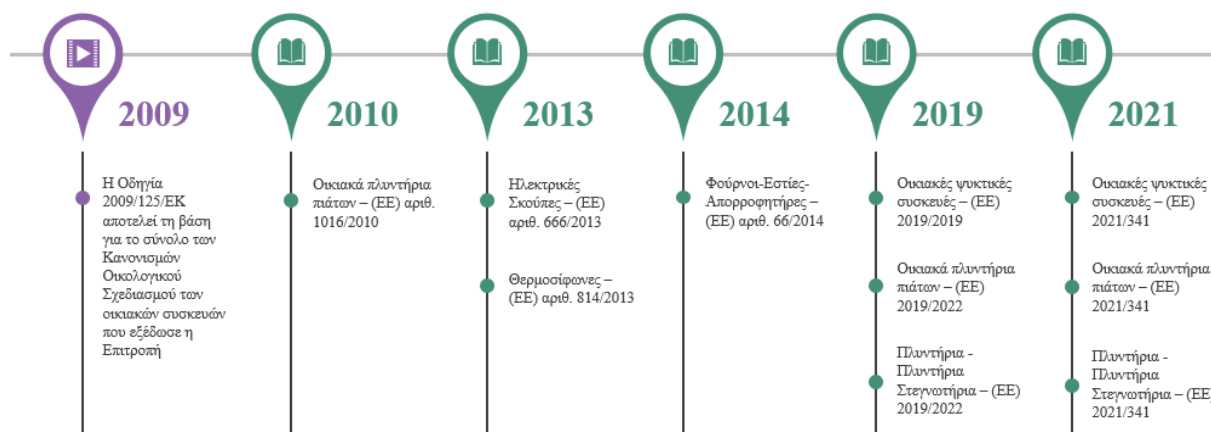 2009
Η Οδηγία
2009/125/ΕΚ
αποτελεί τη βάση
για το σύνολο των
Κανονισμών
Οικολογικού
Σχεδιασμού των
οικιακών συσκευών
που εξέδωσε η
Επιτροπή
2010
Οικιακά πλυντήρια
πιάτων – (ΕΕ) αριθ.
1016/2010
2013
Ηλεκτρικές
Σκούπες – (ΕΕ)
αριθ. 666/2013
Θερμοσίφωνες –
(ΕΕ) αριθ. 814/2013
2014
Φούρνοι-Εστίες-
Απορροφητήρες –
(ΕΕ) αριθ. 66/2014
2019
Οικιακές ψυκτικές
συσκευές – (ΕΕ)
2019/2019
Οικιακά πλυντήρια
πιάτων – (ΕΕ)
2019/2022
Πλυντήρια -
Πλυντήρια
Στεγνωτήρια – (ΕΕ)
2019/2022
2021
Οικιακές ψυκτικές
συσκευές – (ΕΕ)
2021/341
Οικιακά πλυντήρια
πιάτων – (ΕΕ)
2021/341
Πλυντήρια -
Πλυντήρια
Στεγνωτήρια – (ΕΕ)
2021/341